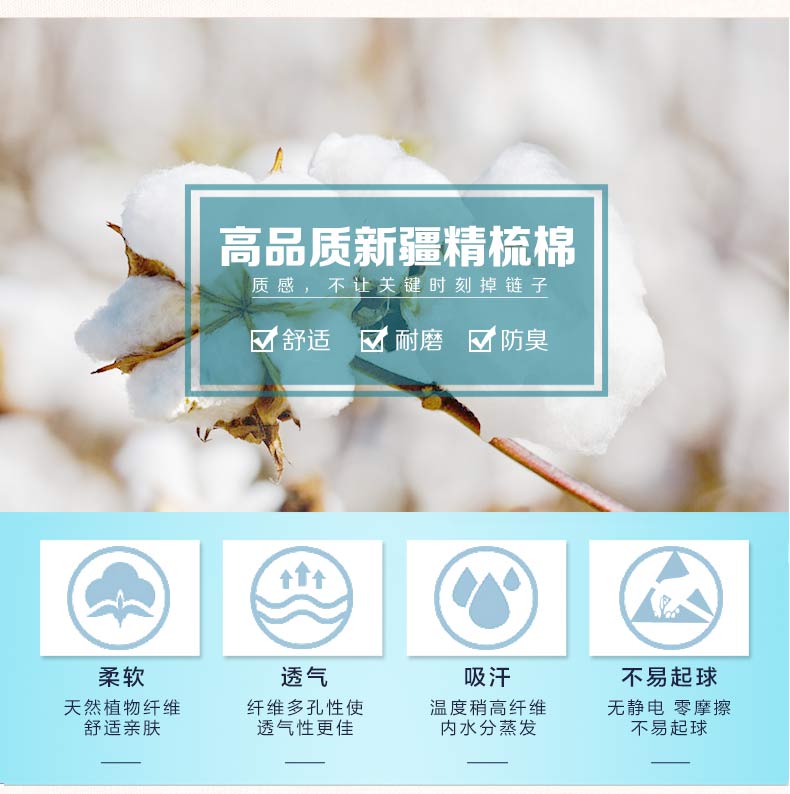 高品质新疆精梳棉
质感，不让关键时刻掉链子
舒适 耐磨 防臭
柔软
天然植物纤维
舒适亲肤
透气
纤维多孔性使
透气性更佳
吸汗
温度稍高纤维
内水分蒸发
不易起球
无静电 零摩擦
不易起球